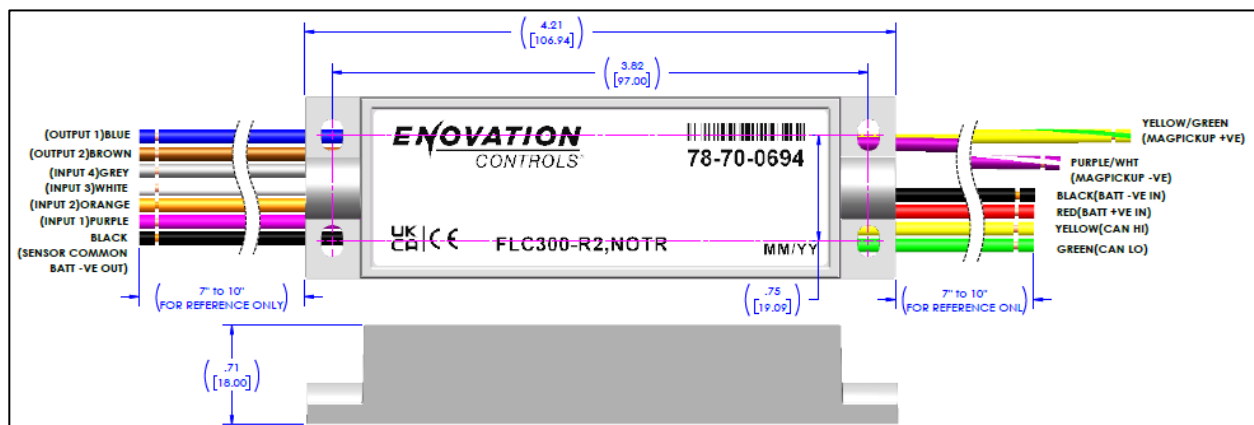 4.21
[106.94]
3.82
[97.00]
(OUTPUT 1)BLUE
(OUTPUT 2)BROWN
(INPUT 4)GREY
(INPUT 3)WHITE
(INPUT 2)ORANGE
(INPUT 1)PURPLE
BLACK
(SENSOR COMMON
BATT -VE OUT)
7" to 10"
(FOR REFERENCE ONLY)
ENOVATION
CONTROLS
78-70-0694
UK
CA
CE
FLC300-R2,NOTR
MM/YY
YELLOW/GREEN
(MAGPICKUP +VE)
PURPLE/WHT
(MAGPICKUP -VE)
BLACK(BATT -VE IN)
RED(BATT +VE IN)
YELLOW(CAN HI)
GREEN(CAN LO)
.75
[19.09]
7" to 10"
(FOR REFERENCE ONL)
.71
[18.00]